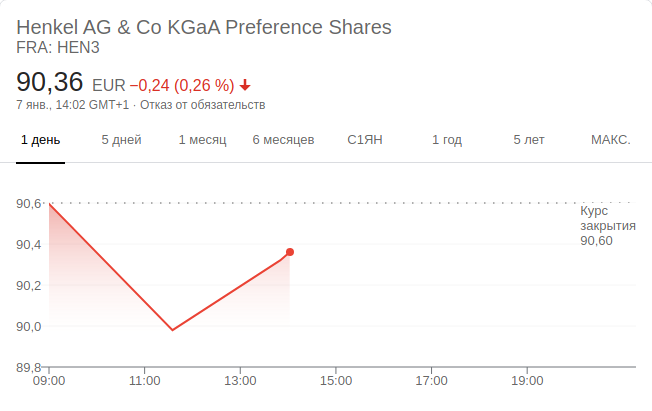 Henkel AG & Co KGaA Preference Shares
FRA: HEN3
90,36 EUR −0,24 (0,26 %)
7 янв., 14:02 GMT+1 · Отказ от обязательств
1 день 5 дней 1 месяц 6 месяцев С1ЯН 1 год 5 лет МАКС.
90,6
Курс
закрытия
90,60
90,4
90,2
90,0
89,8
09:00 11:00 13:00 15:00 17:00 19:00